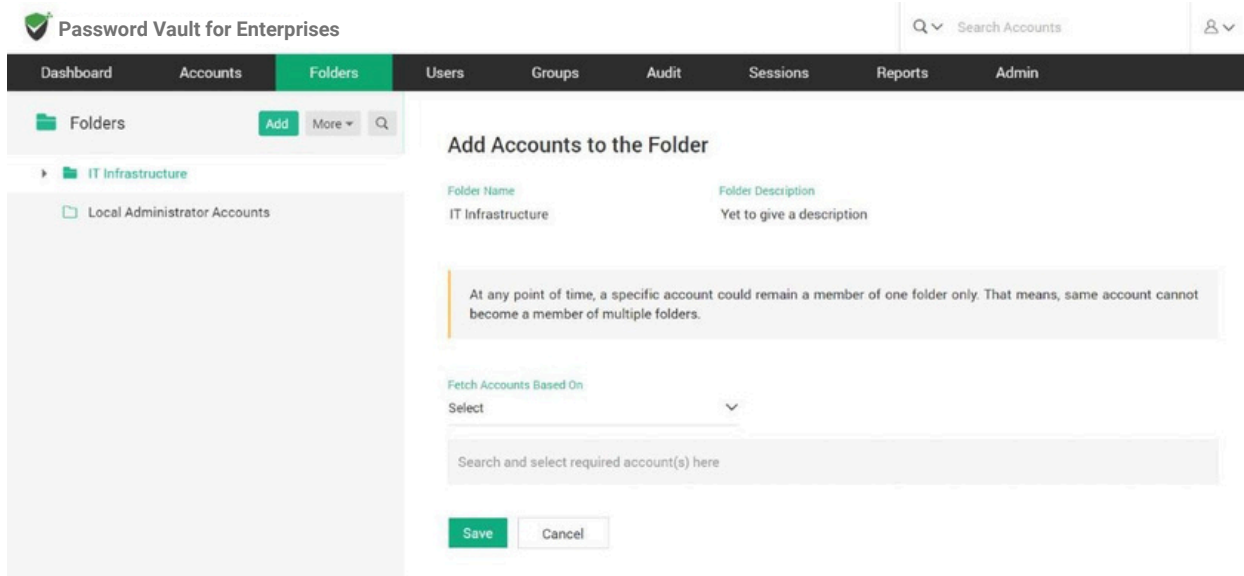 Password Vault for Enterprises
Search Accounts
Dashboard Accounts Folders Users Groups Audit Sessions Reports Admin
Folders Add More
IT Infrastructure
Local Administrator Accounts
Add Accounts to the Folder
Folder Name Folder Description
IT Infrastructure Yet to give a description
At any point of time, a specific account could remain a member of one folder only. That means, same account cannot
become a member of multiple folders.
Fetch Accounts Based On
Select
Search and select required account(s) here
Save Cancel